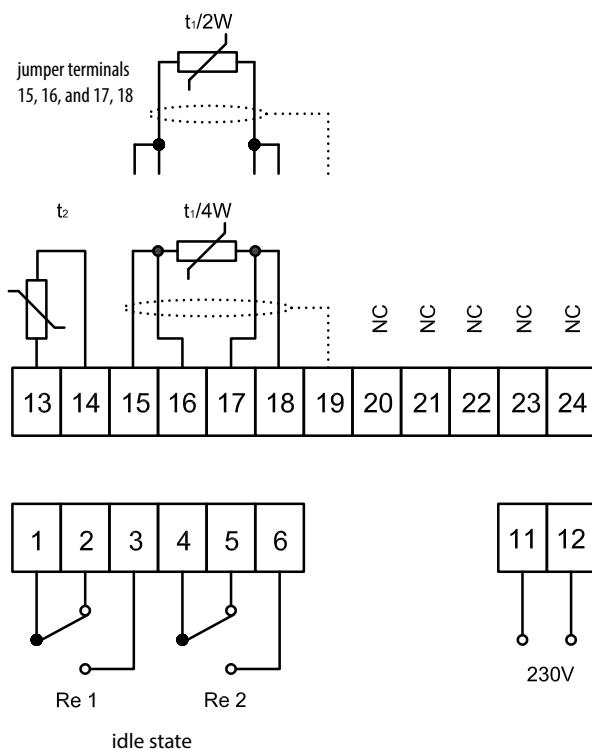 t₁/2W
jumper terminals
15, 16, and 17, 18
t₂
t₁/4W
NC NC NC NC NC
13 14 15 16 17 18 19 20 21 22 23 24
1 2 3 4 5 6 11 12
230V
Re 1 Re 2
idle state